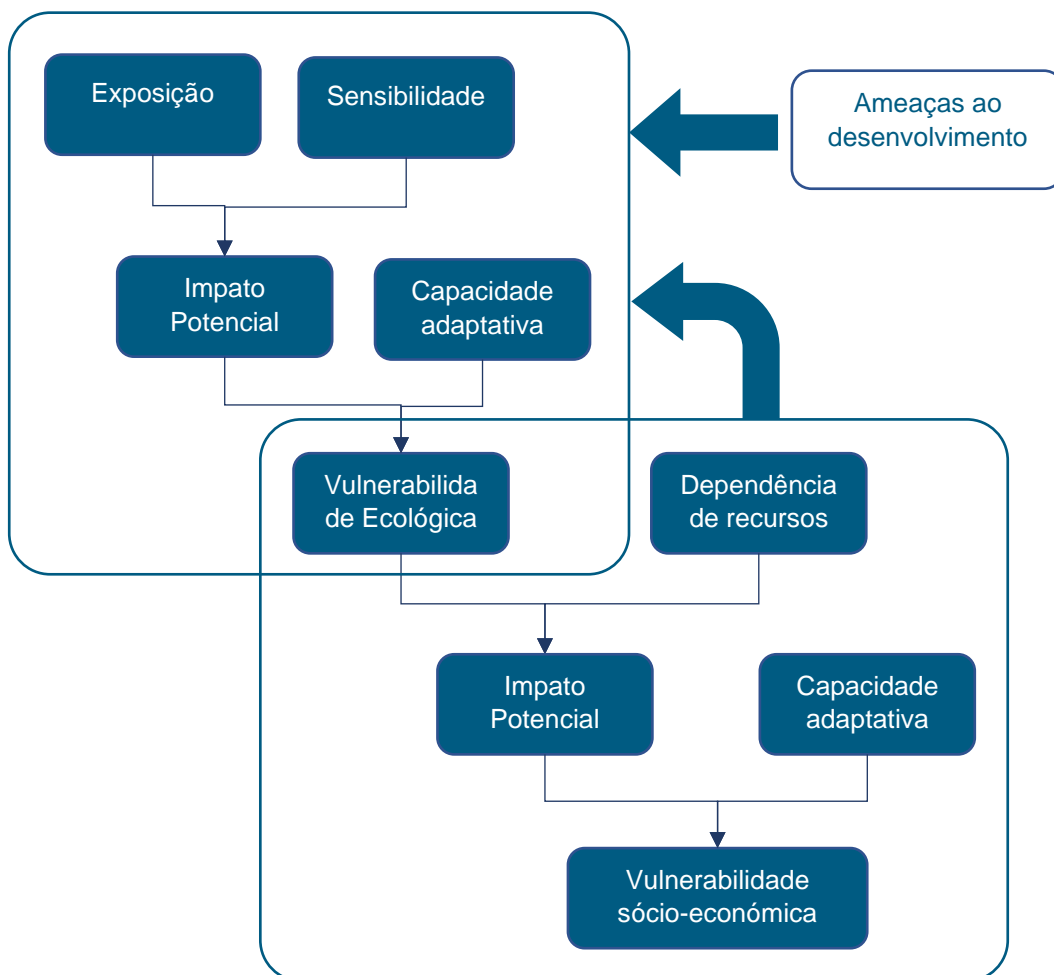 Exposição
Sensibilidade
Ameaças ao
desenvolvimento
Impato
Potencial
Capacidade
adaptativa
Vulnerabilida
de Ecológica
Dependência
de recursos
Impato
Potencial
Capacidade
adaptativa
Vulnerabilidade
sócio-económica